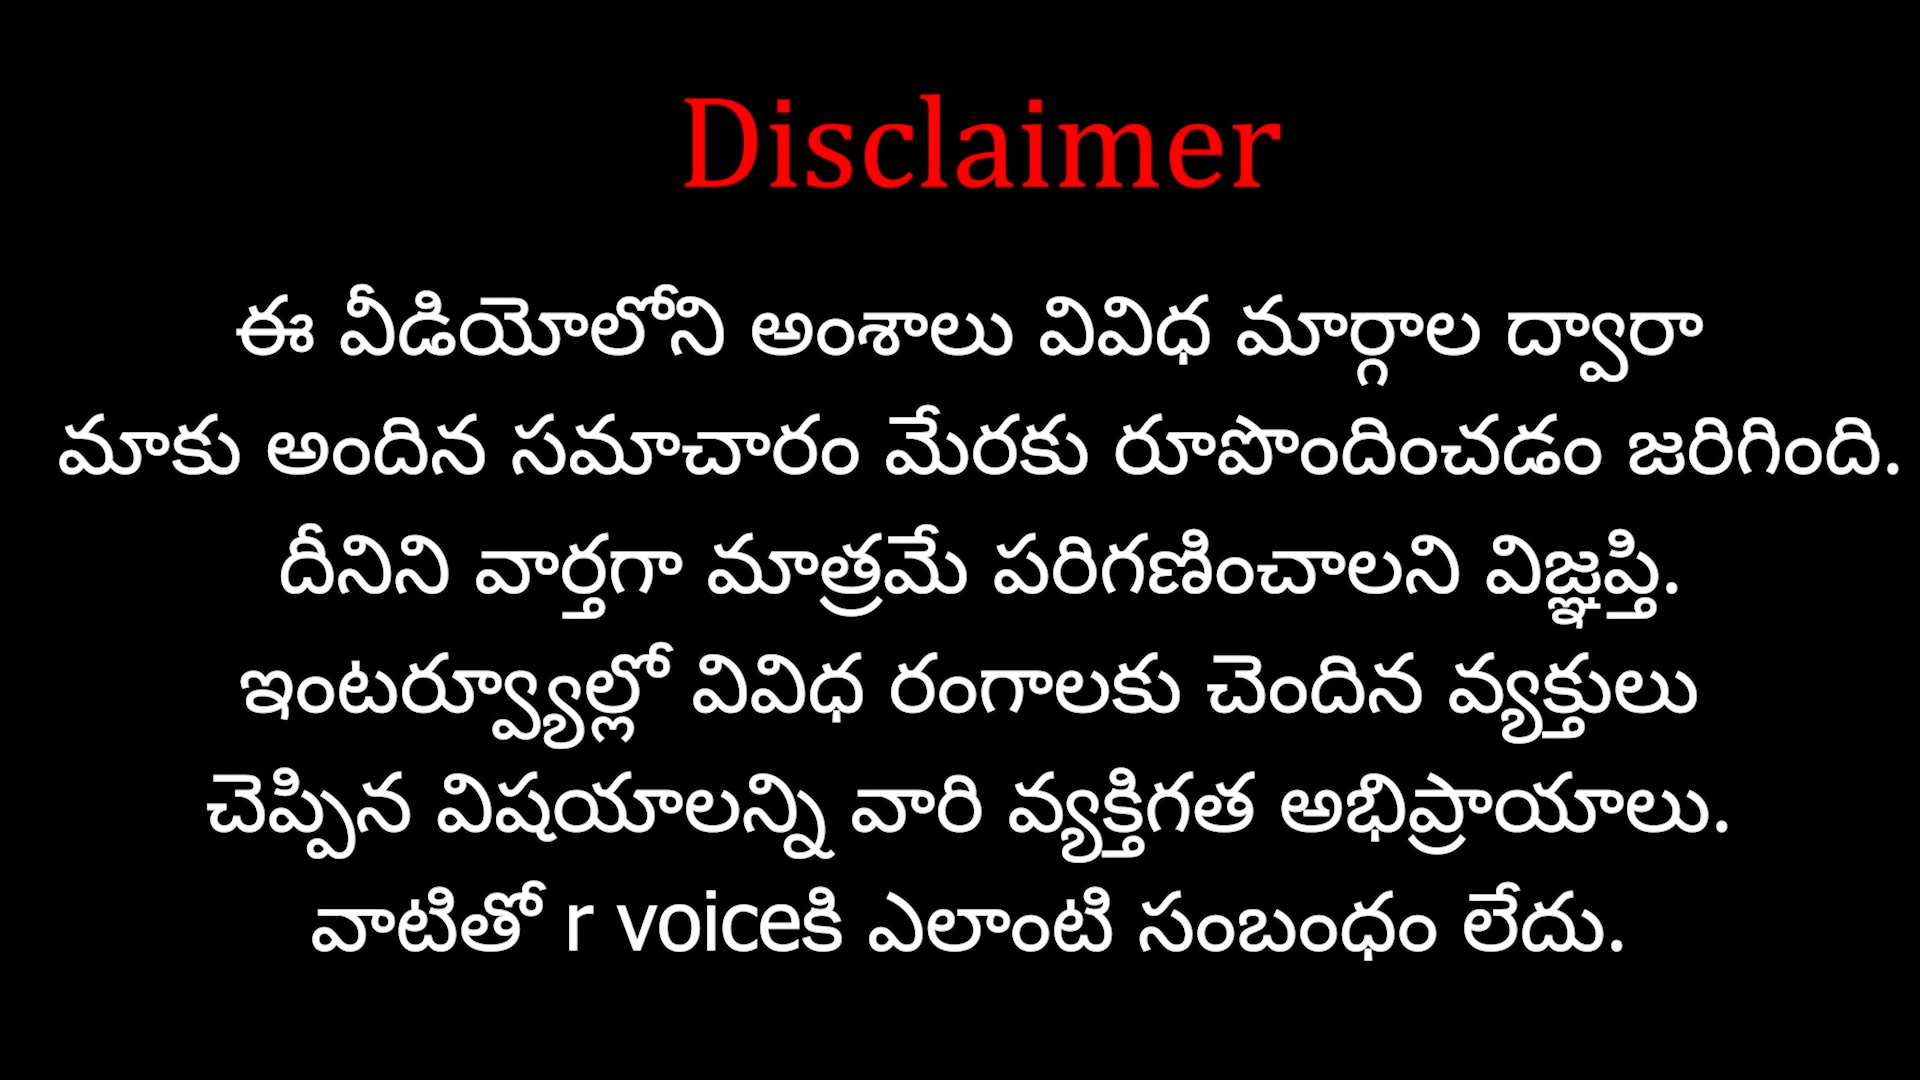 Disclaimer
ఈ వీడియోలోని అంశాలు వివిధ మార్గాల ద్వారా
మాకు అందిన సమాచారం మేరకు రూపొందించడం జరిగింది.
దీనిని వార్తగా మాత్రమే పరిగణించాలని విజ్ఞప్తి.
ఇంటర్వ్యూల్లో వివిధ రంగాలకు చెందిన వ్యక్తులు
చెప్పిన విషయాలన్ని వారి వ్యక్తిగత అభిప్రాయాలు.
వాటితో r voiceకి ఎలాంటి సంబంధం లేదు.